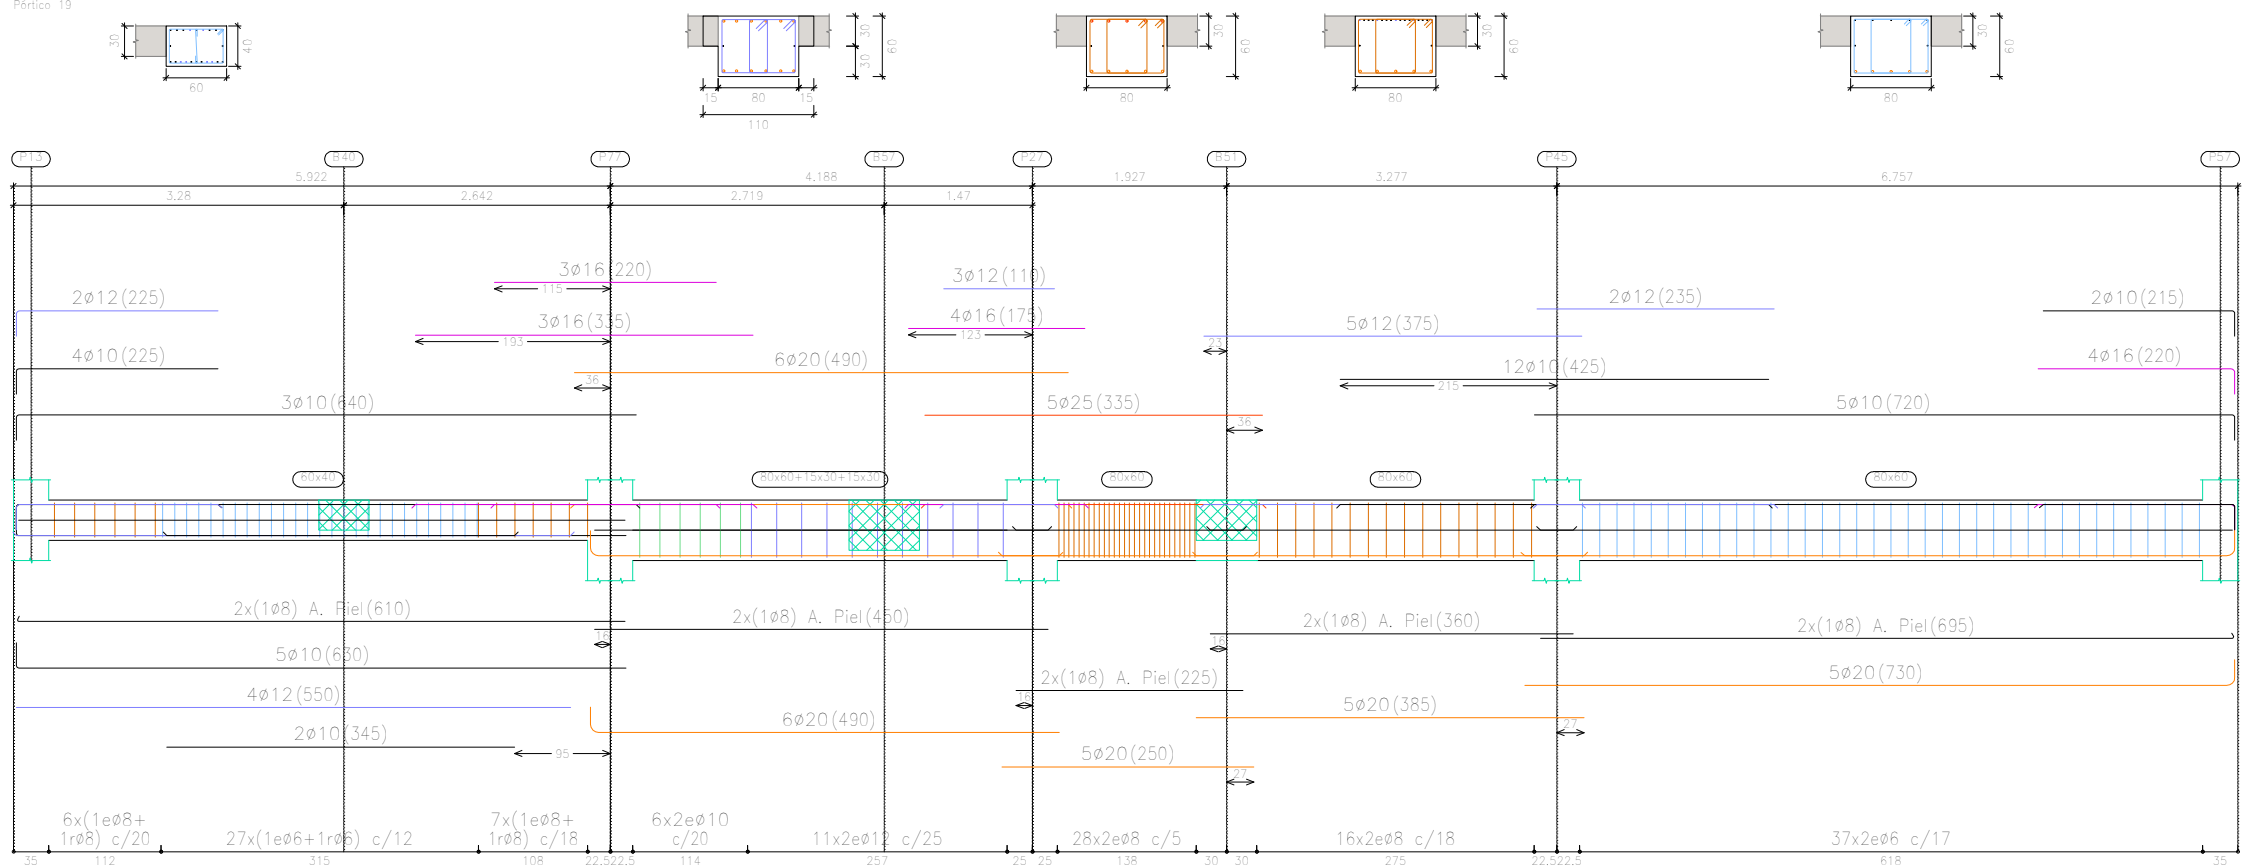 Pórtico 19
30
40
60
30
30
60
15
80
15
110
30
60
80
30
60
80
30
60
80
P13
B40
P77
B57
P27
B51
P45
P57
5.922
4.188
1.927
3.277
6.757
3.28
2.642
2.719
1.47
3ø16(220)
115
3ø12(110)
2ø12(225)
2ø12(235)
2ø10(215)
3ø16(335)
193
4ø16(175)
123
5ø12(375)
23
4ø10(225)
6ø20(490)
36
12ø10(425)
215
4ø16(220)
3ø10(640)
5ø25(335)
36
5ø10(720)
60x40
80x60+15x30+15x30
80x60
80x60
80x60
2x(1ø8) A. Piel(610)
2x(1ø8) A. Piel(460)
16
2x(1ø8) A. Piel(360)
16
2x(1ø8) A. Piel(695)
5ø10(630)
2x(1ø8) A. Piel(225)
16
5ø20(730)
4ø12(550)
5ø20(385)
27
6ø20(490)
2ø10(345)
95
5ø20(250)
27
6x(1eø8+
1rø8) c/20
27x(1eø6+1rø6) c/12
7x(1eø8+
1rø8) c/18
6x2eø10
c/20
11x2eø12 c/25
28x2eø8 c/5
16x2eø8 c/18
37x2eø6 c/17
35
112
315
108
22.5
22.5
114
257
25
25
138
30
30
275
22.5
22.5
618
35